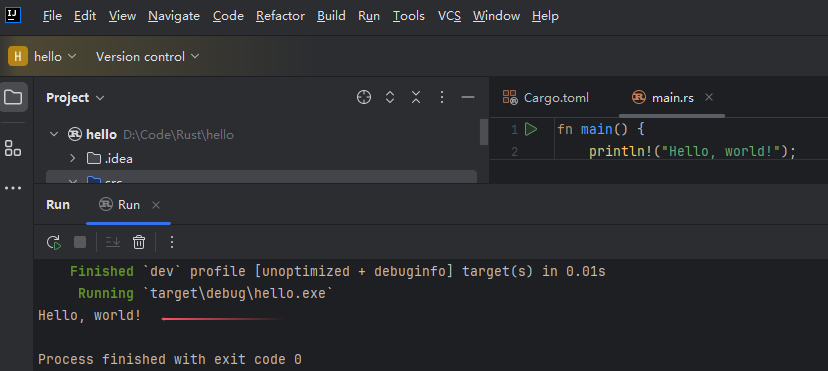 IJ File Edit View Navigate Code Refactor Build Run Tools VCS Window Help
H hello Version control
Project
Cargo.toml main.rs
hello D:\Code\Rust\hello
.idea
src
1 fn main() {
2 println!("Hello, world!");
Run Run
Finished `dev` profile [unoptimized + debuginfo] target(s) in 0.01s
Running `target\debug\hello.exe`
Hello, world!
Process finished with exit code 0